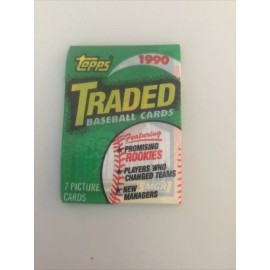 Topps
1990
TRADED
BASEBALL CARDS
Featuring
PROMISING
ROOKIES
PLAYERS WHO
CHANGED TEAMS
NEW
MANAGERS
7 PICTURE
CARDS